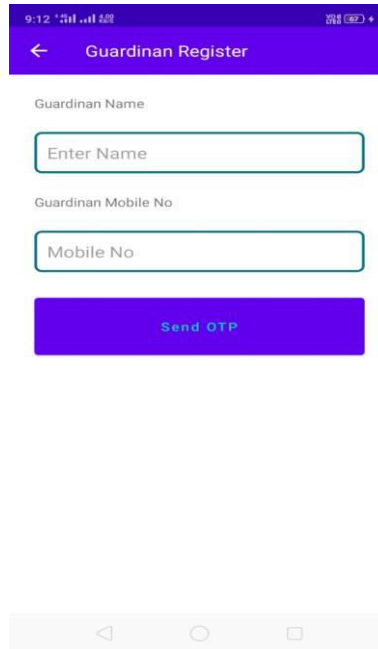 9:12
Guardinan Register
Guardinan Name
Enter Name
Guardinan Mobile No
Mobile No
Send OTP